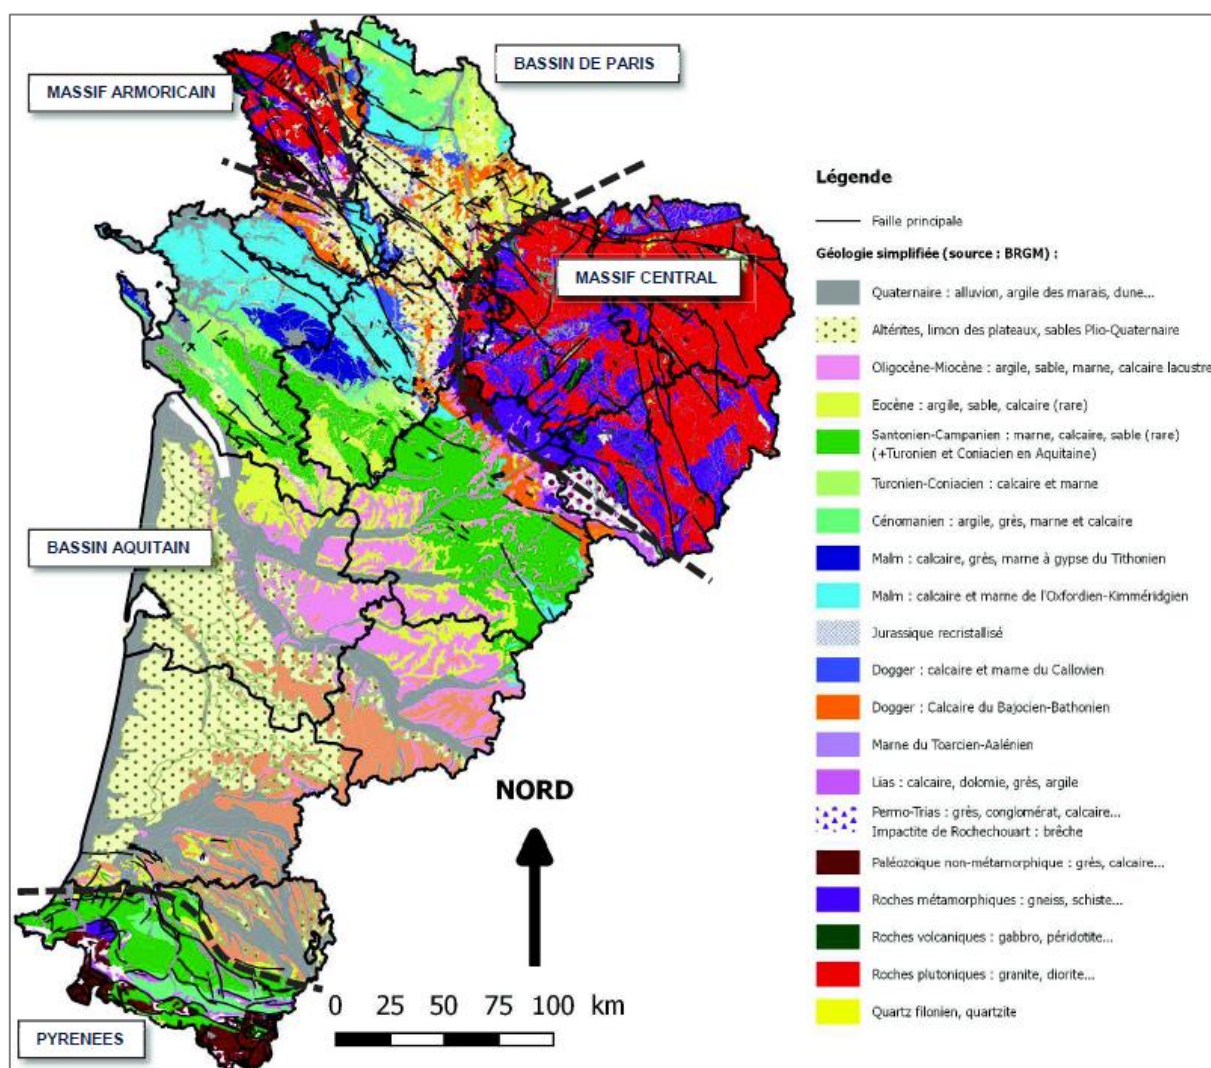 BASSIN DE PARIS
MASSIF ARMORICAIN
MASSIF CENTRAL
BASSIN AQUITAIN
PYRENEES
NORD
0 25 50 75 100 km
Légende
Faille principale
Géologie simplifiée (source : BRGM) :
Quaternaire : alluvion, argile des marais, dune...
Altérites, limon des plateaux, sables Plio-Quaternaire
Oligocène-Miocène : argile, sable, marne, calcaire lacustre
Eocène : argile, sable, calcaire (rare)
Santonien-Campanien : marne, calcaire, sable (rare)
(+Turonien et Coniacien en Aquitaine)
Turonien-Coniacien : calcaire et marne
Cénomanien : argile, grès, marne et calcaire
Malm : calcaire, grès, marne à gypse du Tithonien
Malm : calcaire et marne de l'Oxfordien-Kimméridgien
Jurassique recristallisé
Dogger : calcaire et marne du Callovien
Dogger : Calcaire du Bajocien-Bathonien
Marne du Toarcien-Aalénien
Lias : calcaire, dolomie, grès, argile
Permo-Trias : grès, conglomérat, calcaire...
Impactite de Rochechouart : brêche
Paléozoïque non-métamorphique : grès, calcaire...
Roches métamorphiques : gneiss, schiste...
Roches volcaniques : gabbro, péridotite...
Roches plutoniques : granite, diorite...
Quartz filonien, quartzite